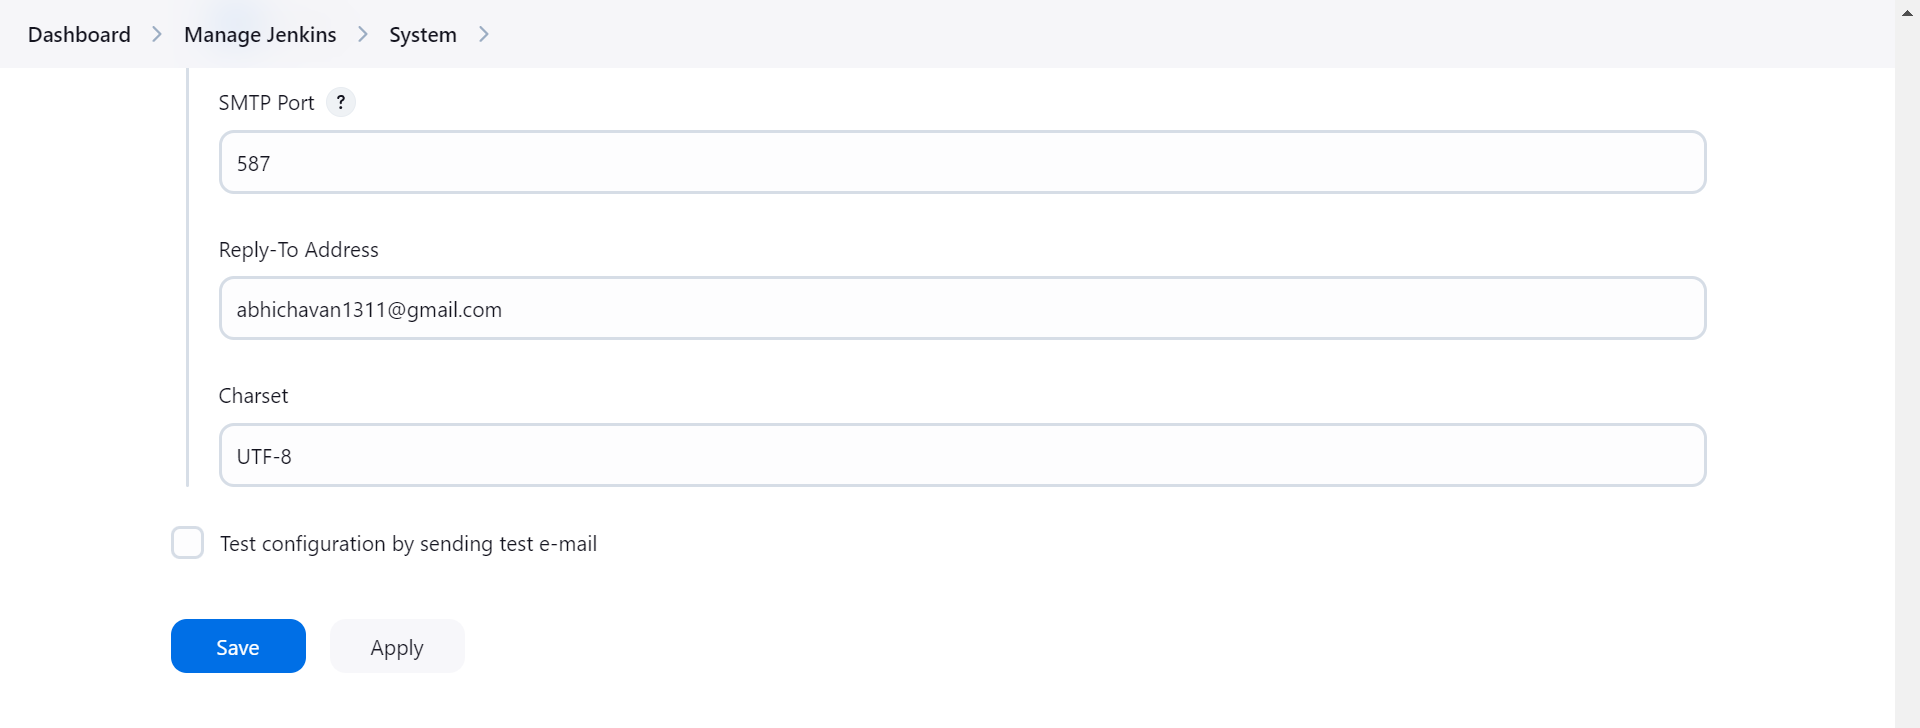 Dashboard > Manage Jenkins > System >
SMTP Port ?
587
Reply-To Address
abhichavan1311@gmail.com
Charset
UTF-8
Test configuration by sending test e-mail
Save Apply